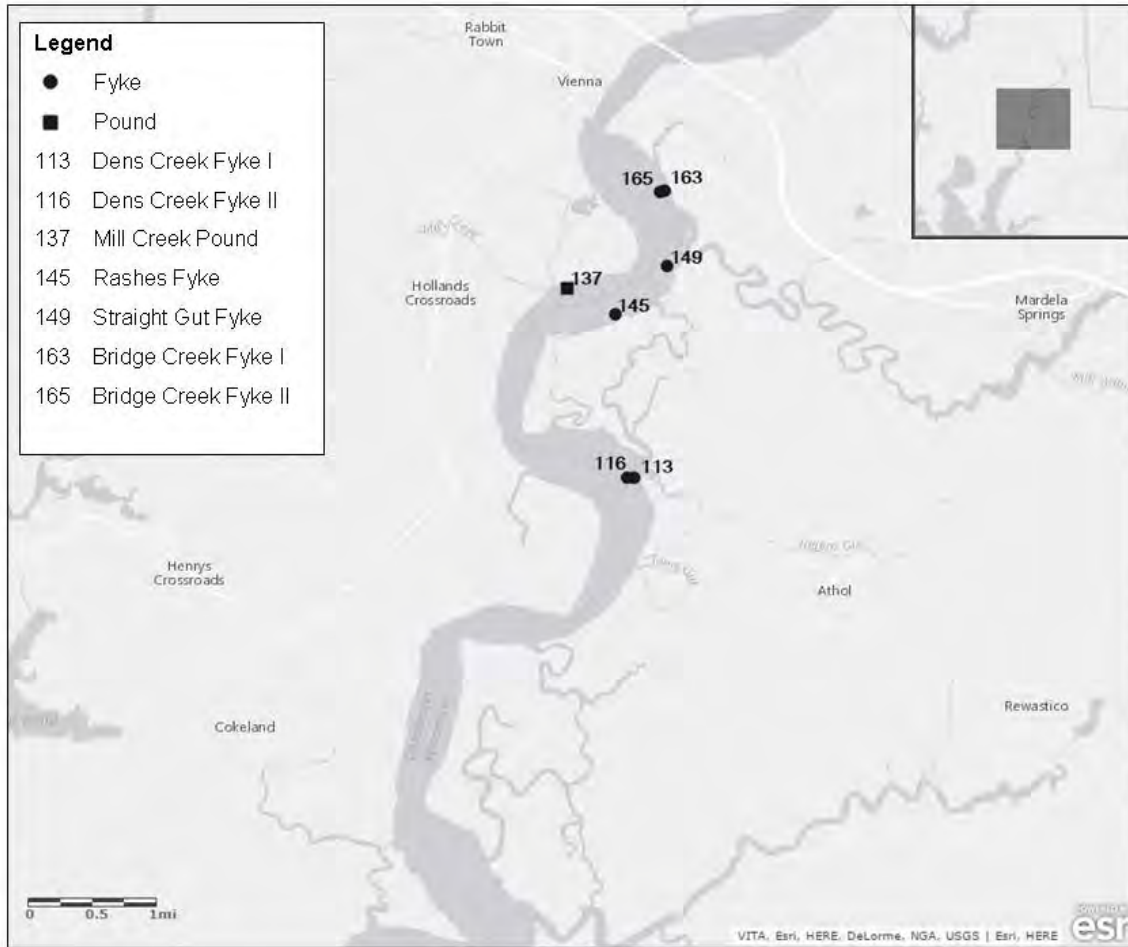 Legend
Fyke
Pound
113 Dens Creek Fyke I
116 Dens Creek Fyke II
137 Mill Creek Pound
145 Rashes Fyke
149 Straight Gut Fyke
163 Bridge Creek Fyke I
165 Bridge Creek Fyke II
Rabbit
Town
Vienna
165 163
149
137
Hollands
Crossroads
145
Mardela
Springs
116 113
Henrys
Crossroads
Athol
Rewastico
Cokeland
0 0.5 1mi
VITA, Esri, HERE, DeLorme, NGA, USGS | Esri, HERE
POWERED BY
esri